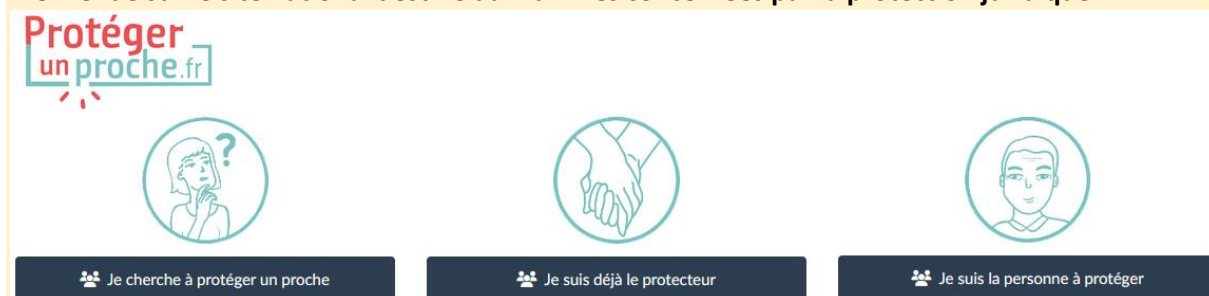 Protéger
un proche.fr
?
Je cherche à protéger un proche
Je suis déjà le protecteur
Je suis la personne à protéger